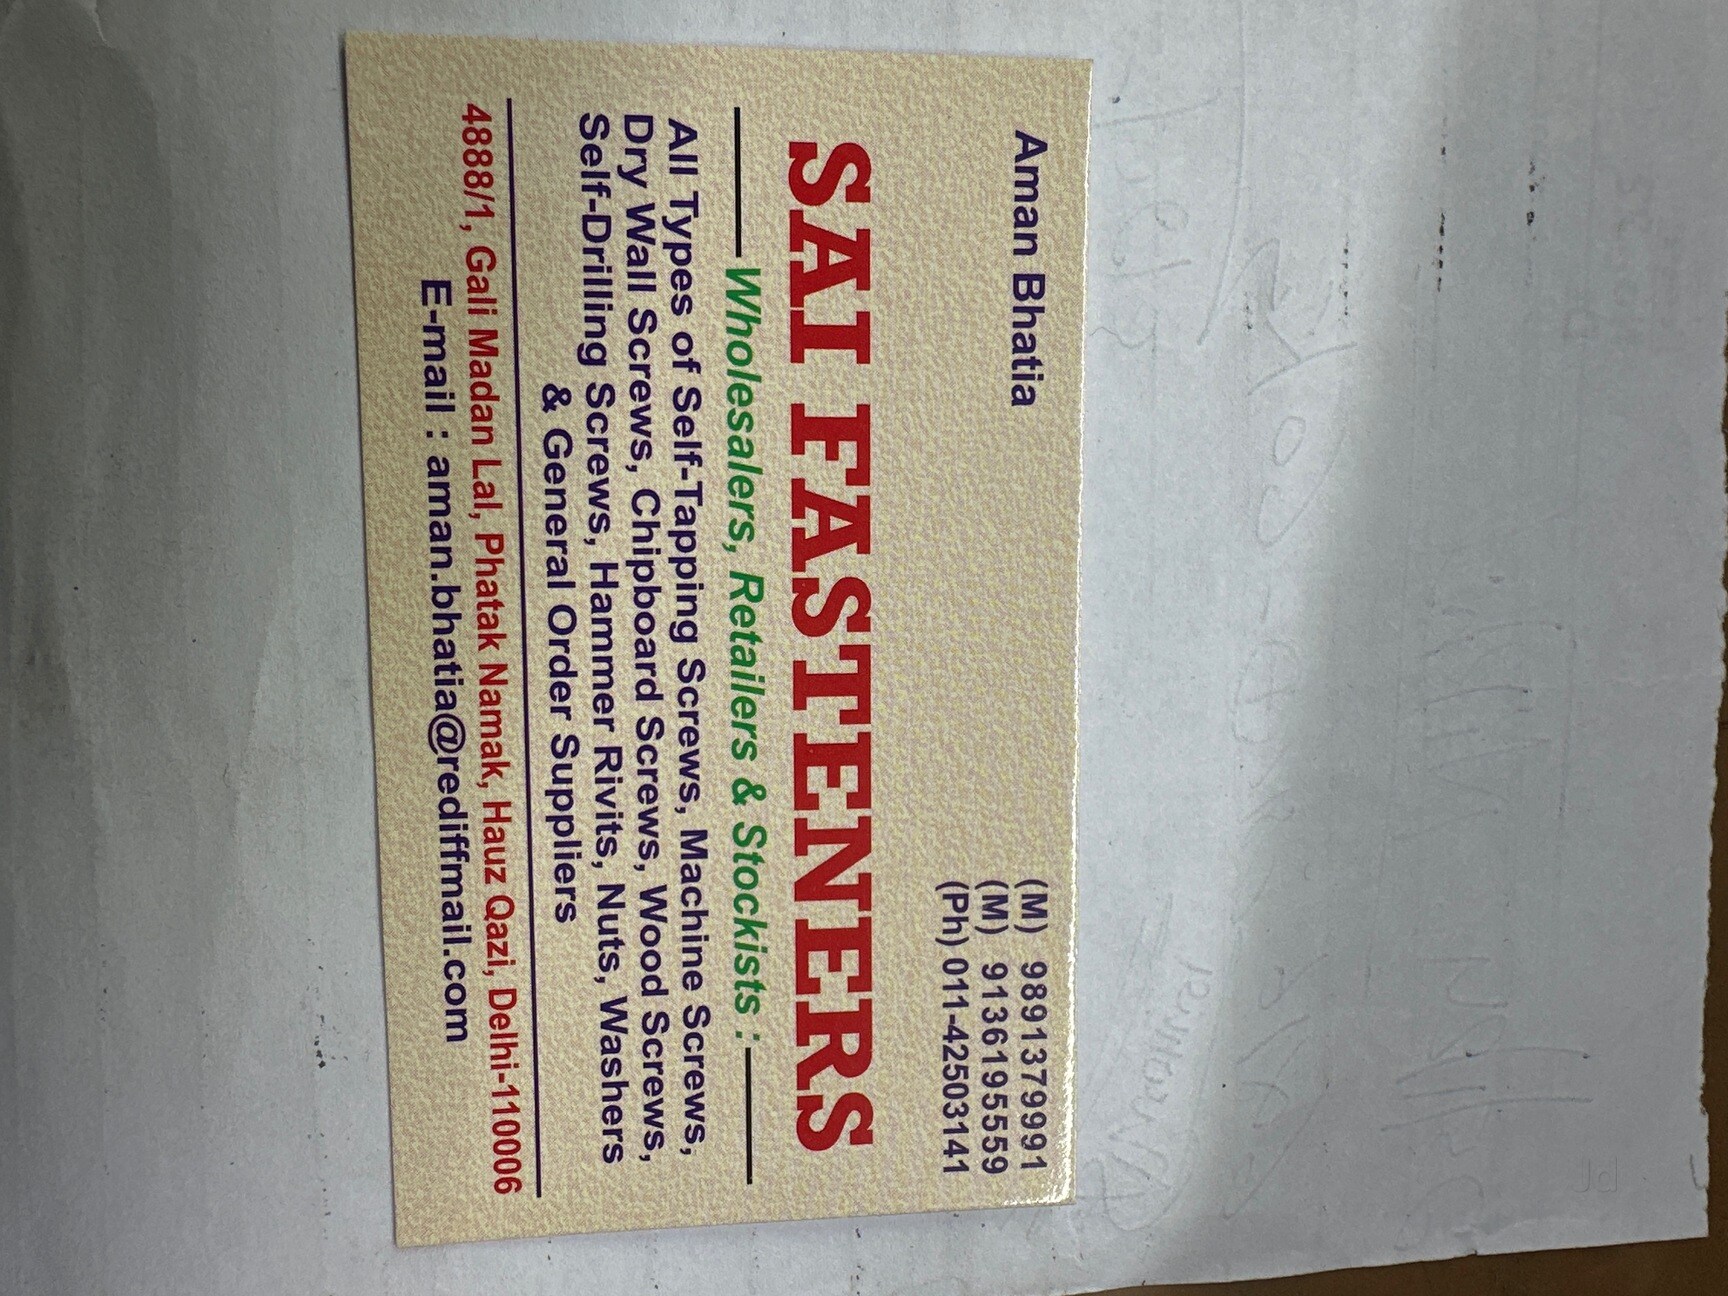 Aman Bhatia
(M) 9891379991
(M) 9136195559
(Ph) 011-42503141
SAI FASTENERS
Wholesalers, Retailers & Stockists :
All Types of Self-Tapping Screws, Machine Screws,
Dry Wall Screws, Chipboard Screws, Wood Screws,
Self-Drilling Screws, Hammer Rivits, Nuts, Washers
& General Order Suppliers
4888/1, Gali Madan Lal, Phatak Namak, Hauz Qazi, Delhi-110006
E-mail : aman.bhatia@rediffmail.com
Jd